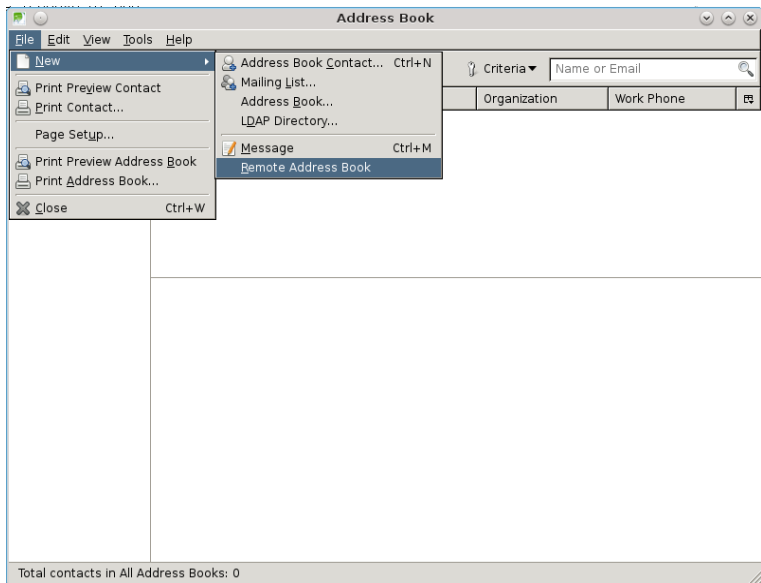 Address Book
File Edit View Tools Help
New
Print Preview Contact
Print Contact...
Page Setup...
Print Preview Address Book
Print Address Book...
Close Ctrl+W
Address Book Contact... Ctrl+N
Mailing List...
Address Book...
LDAP Directory...
Message Ctrl+M
Remote Address Book
Criteria Name or Email
Organization Work Phone
Total contacts in All Address Books: 0